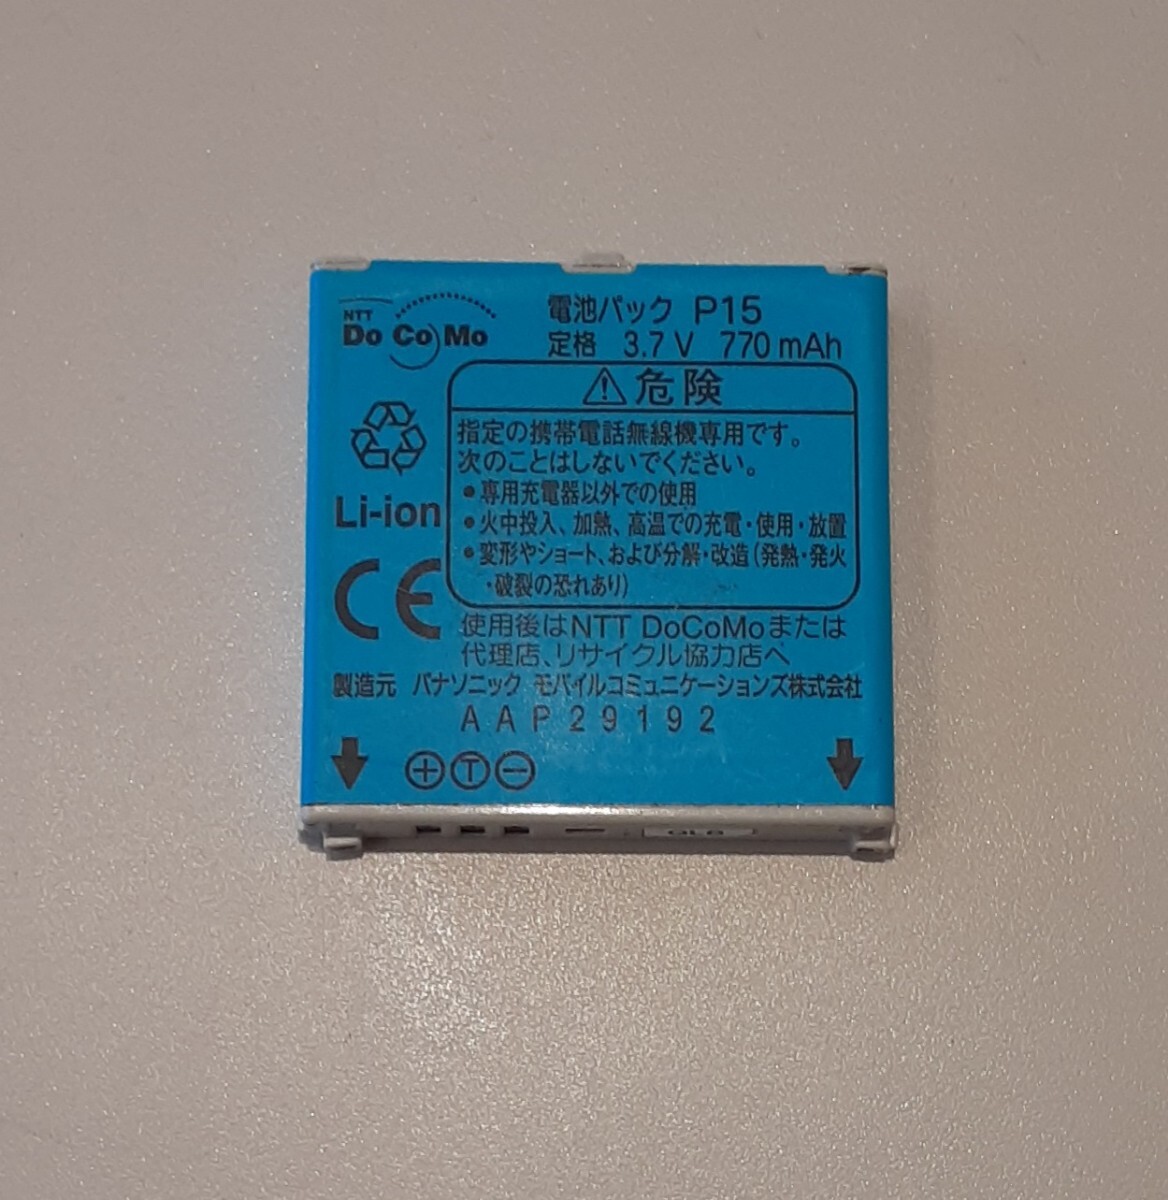 NTT
DoCoMo
電池パック P15
定格 3.7V 770mAh
危険
指定の携帯電話無線機専用です。
次のことはしないでください。
・専用充電器以外での使用
・火中投入、加熱、高温での充電・使用・放置
・変形やショート、および分解・改造(発熱・発火
・破裂の恐れあり)
Li-ion
CE
使用後はNTT DoCoMoまたは
代理店、リサイクル協力店へ
製造元 パナソニック モバイルコミュニケーションズ株式会社
AAP29192
+ T −